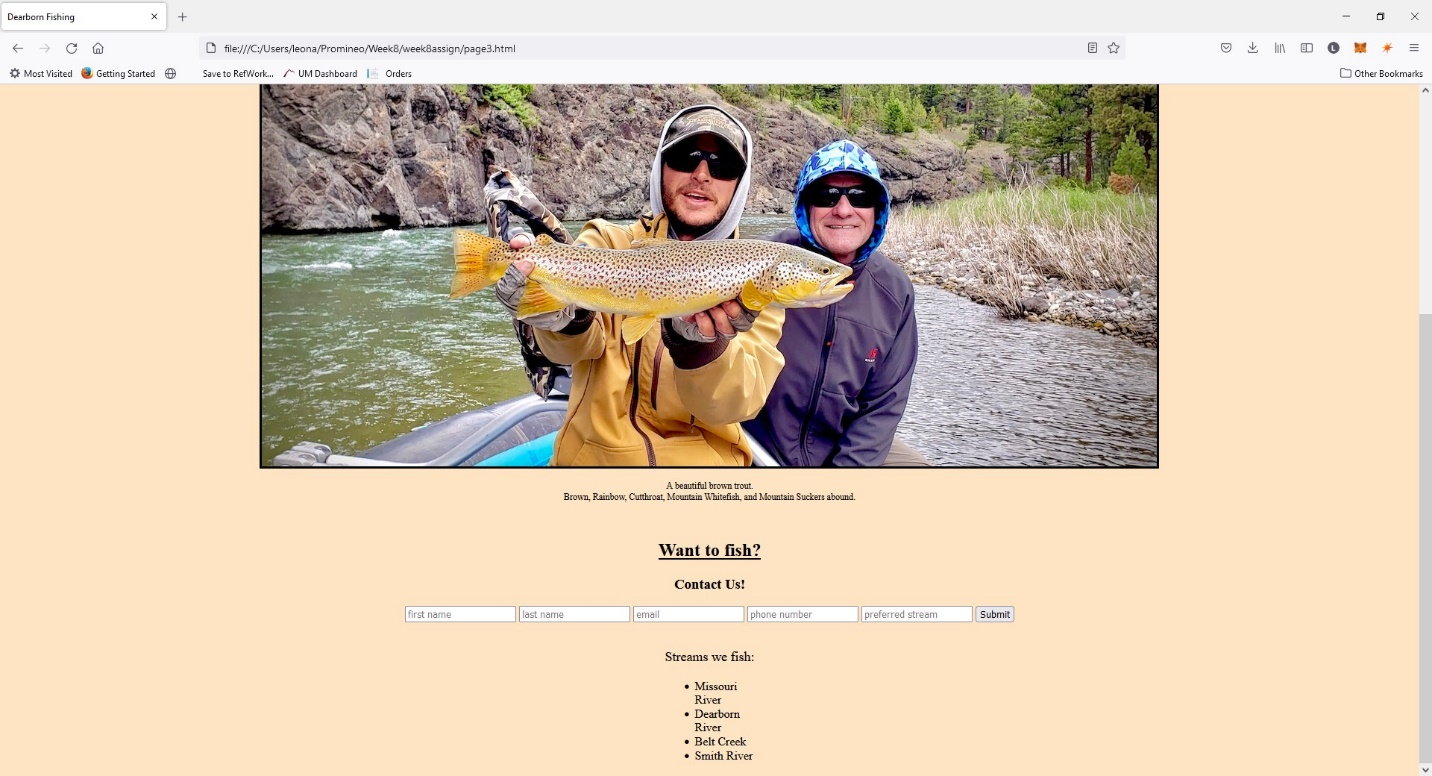 Dearborn Fishing
file:///C:/Users/leona/Promineo/Week8/week8assign/page3.html
Most Visited Getting Started Save to RefWork... UM Dashboard Orders Other Bookmarks
A beautiful brown trout.
Brown, Rainbow, Cutthroat, Mountain Whitefish, and Mountain Suckers abound.
Want to fish?
Contact Us!
first name last name email phone number preferred stream Submit
Streams we fish:
• Missouri
River
• Dearborn
River
• Belt Creek
• Smith River